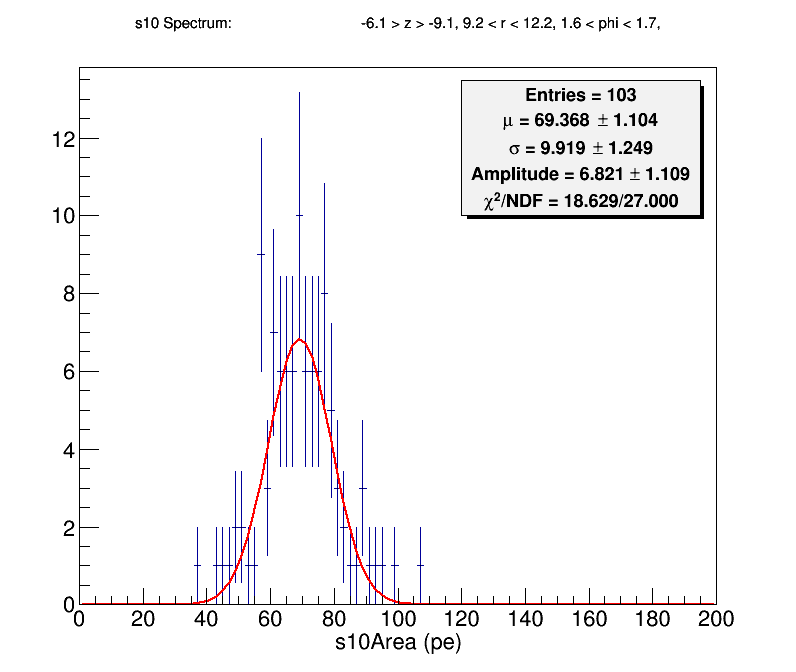 s10 Spectrum: -6.1 > z > -9.1, 9.2 < r < 12.2, 1.6 < phi < 1.7,
Entries = 103
μ = 69.368 ± 1.104
σ = 9.919 ± 1.249
Amplitude = 6.821 ± 1.109
χ²/NDF = 18.629/27.000
12
10
8
6
4
2
0
0 20 40 60 80 100 120 140 160 180 200
s10Area (pe)